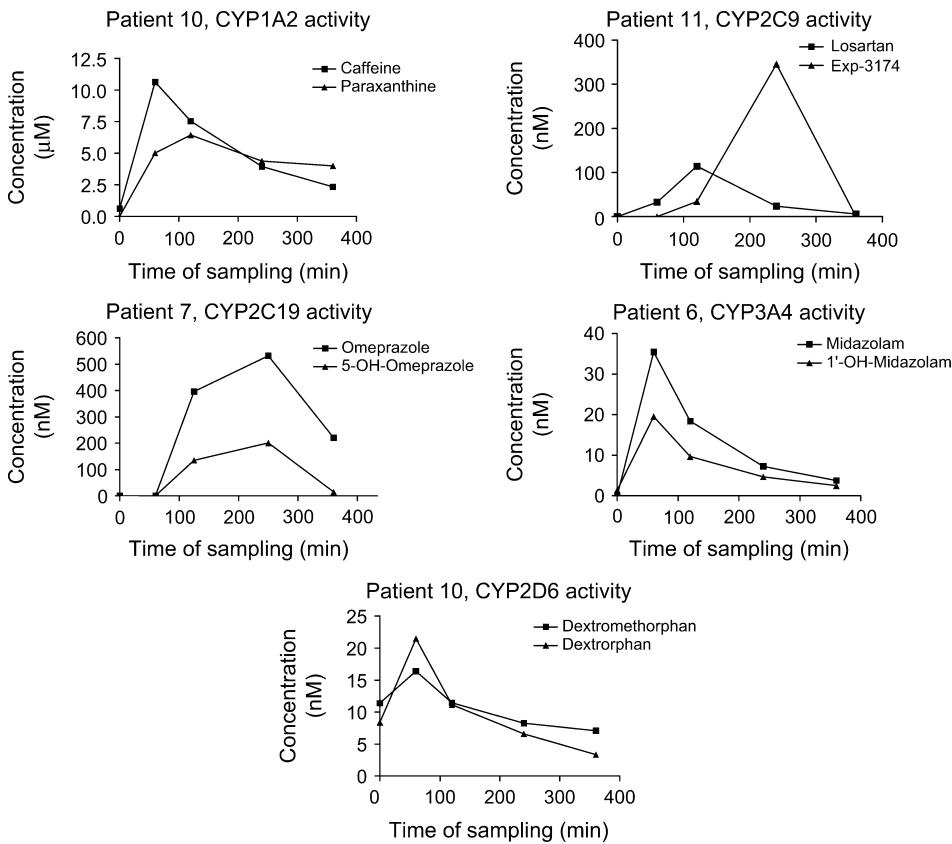 Patient 10, CYP1A2 activity
Concentration
(μM)
12.5
10.0
7.5
5.0
2.5
0.0
0 100 200 300 400
Time of sampling (min)
Caffeine
Paraxanthine
Patient 11, CYP2C9 activity
Concentration
(nM)
400
300
200
100
0
0 100 200 300 400
Time of sampling (min)
Losartan
Exp-3174
Patient 7, CYP2C19 activity
Concentration
(nM)
600
500
400
300
200
100
0
0 100 200 300 400
Time of sampling (min)
Omeprazole
5-OH-Omeprazole
Patient 6, CYP3A4 activity
Concentration
(nM)
40
30
20
10
0
0 100 200 300 400
Time of sampling (min)
Midazolam
1'-OH-Midazolam
Patient 10, CYP2D6 activity
Concentration
(nM)
25
20
15
10
5
0
0 100 200 300 400
Time of sampling (min)
Dextromethorphan
Dextrorphan